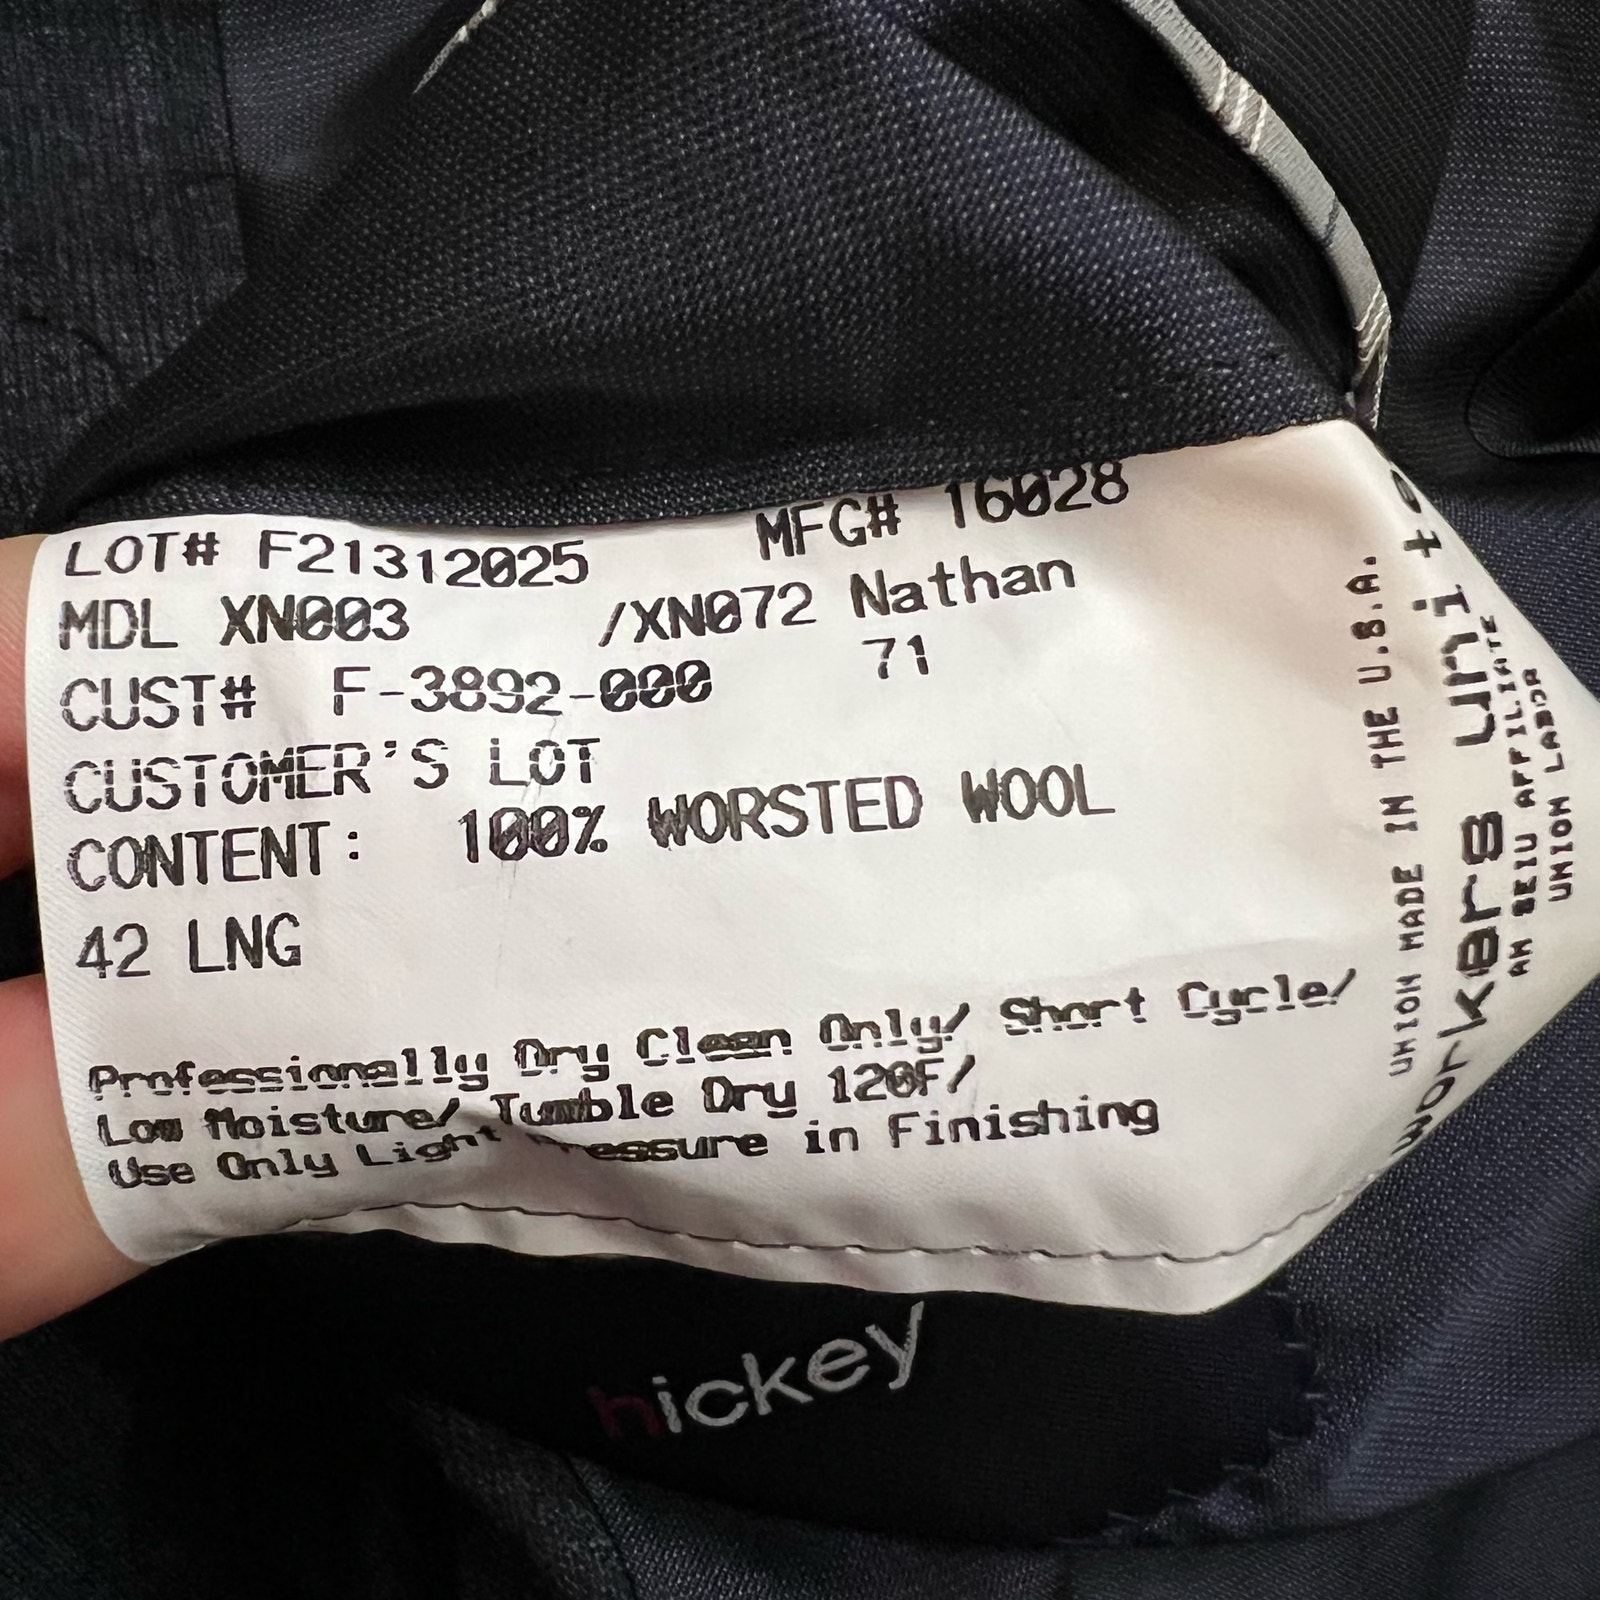 LOT# F21312025 MFG# 16028
MDL XN003 /XN072 Nathan
CUST# F-3892-000 71
CUSTOMER'S LOT
CONTENT: 100% WORSTED WOOL
42 LNG
Professionally Dry Clean Only/ Short Cycle/
Low Moisture/ Tumble Dry 120F/
Use Only Light Pressure in Finishing
UNION MADE IN THE U.S.A.
workers unite
AN SEIU AFFILIATE
UNION LABOR
hickey